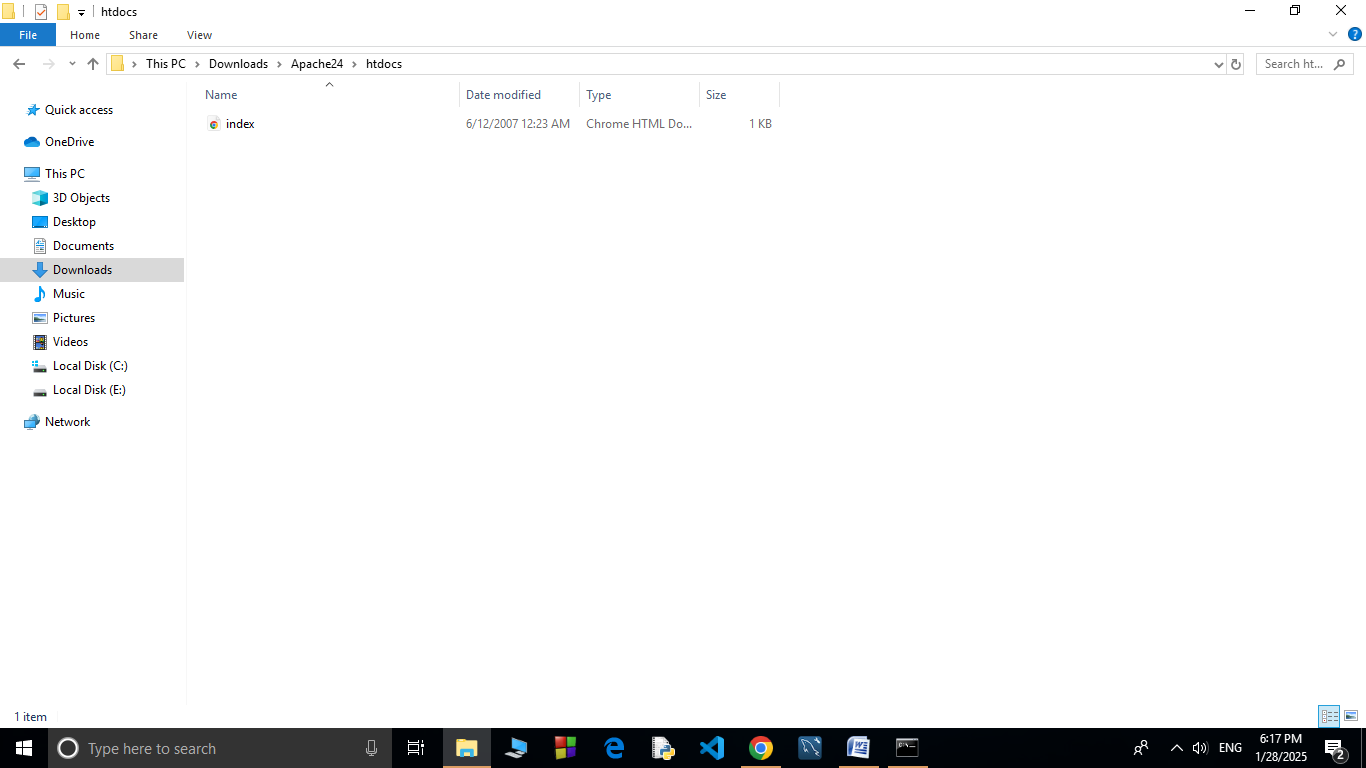 htdocs
File Home Share View
This PC Downloads Apache24 htdocs
Search ht...
Name Date modified Type Size
index 6/12/2007 12:23 AM Chrome HTML Do... 1 KB
Quick access
OneDrive
This PC
3D Objects
Desktop
Documents
Downloads
Music
Pictures
Videos
Local Disk (C:)
Local Disk (E:)
Network
1 item
Type here to search
ENG
6:17 PM
1/28/2025
2